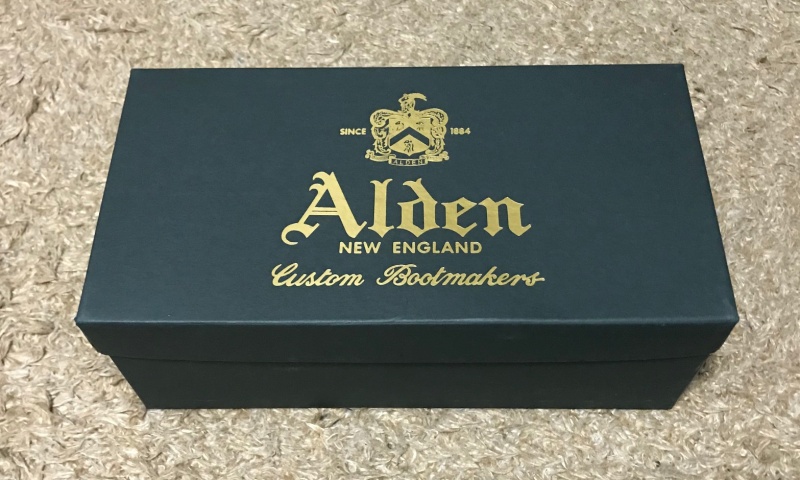 SINCE 1884
ALDEN
Alden
NEW ENGLAND
Custom Bootmakers